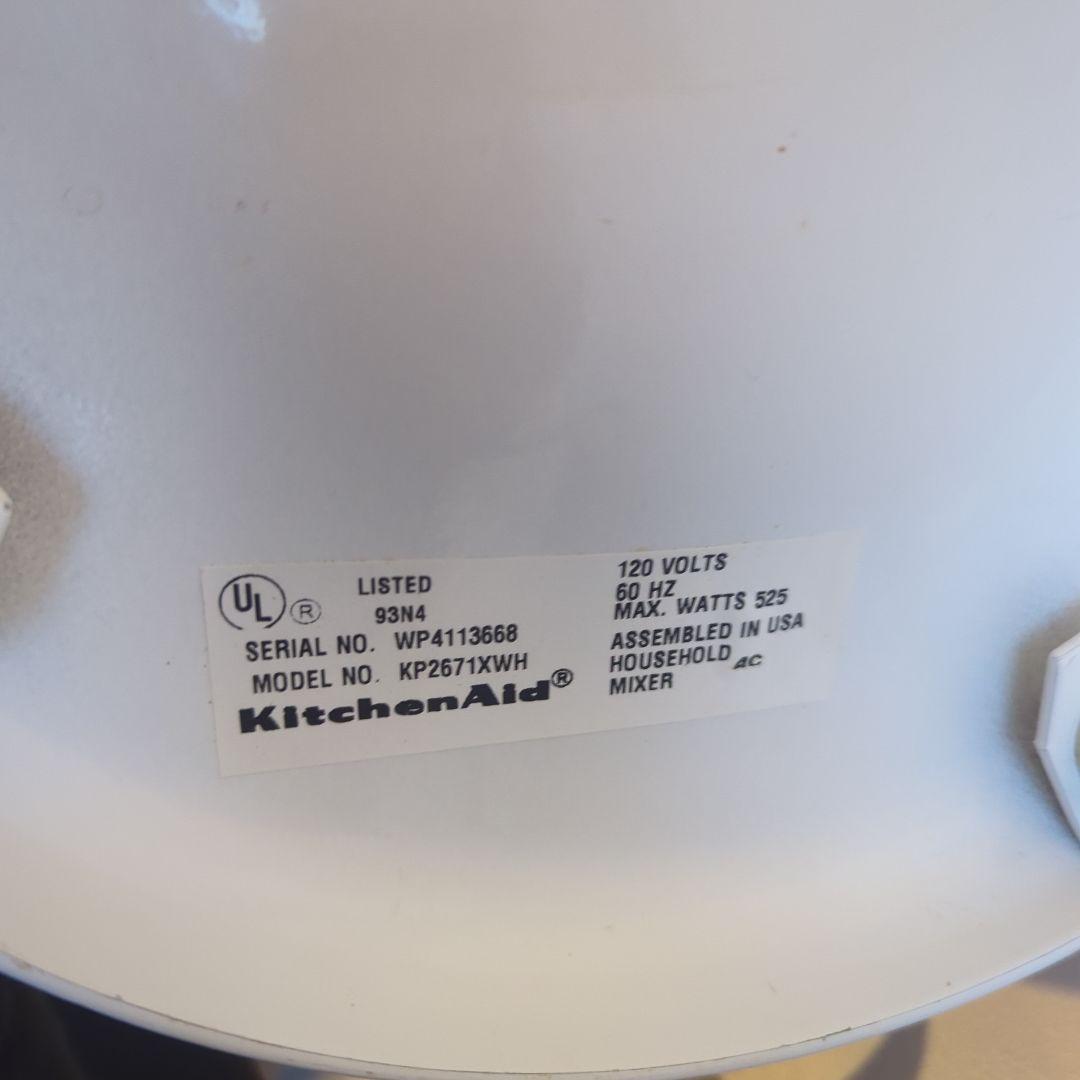 UL ® LISTED
93N4
SERIAL NO. WP4113668
MODEL NO. KP2671XWH
KitchenAid®
120 VOLTS
60 HZ
MAX. WATTS 525
ASSEMBLED IN USA
HOUSEHOLD AC
MIXER